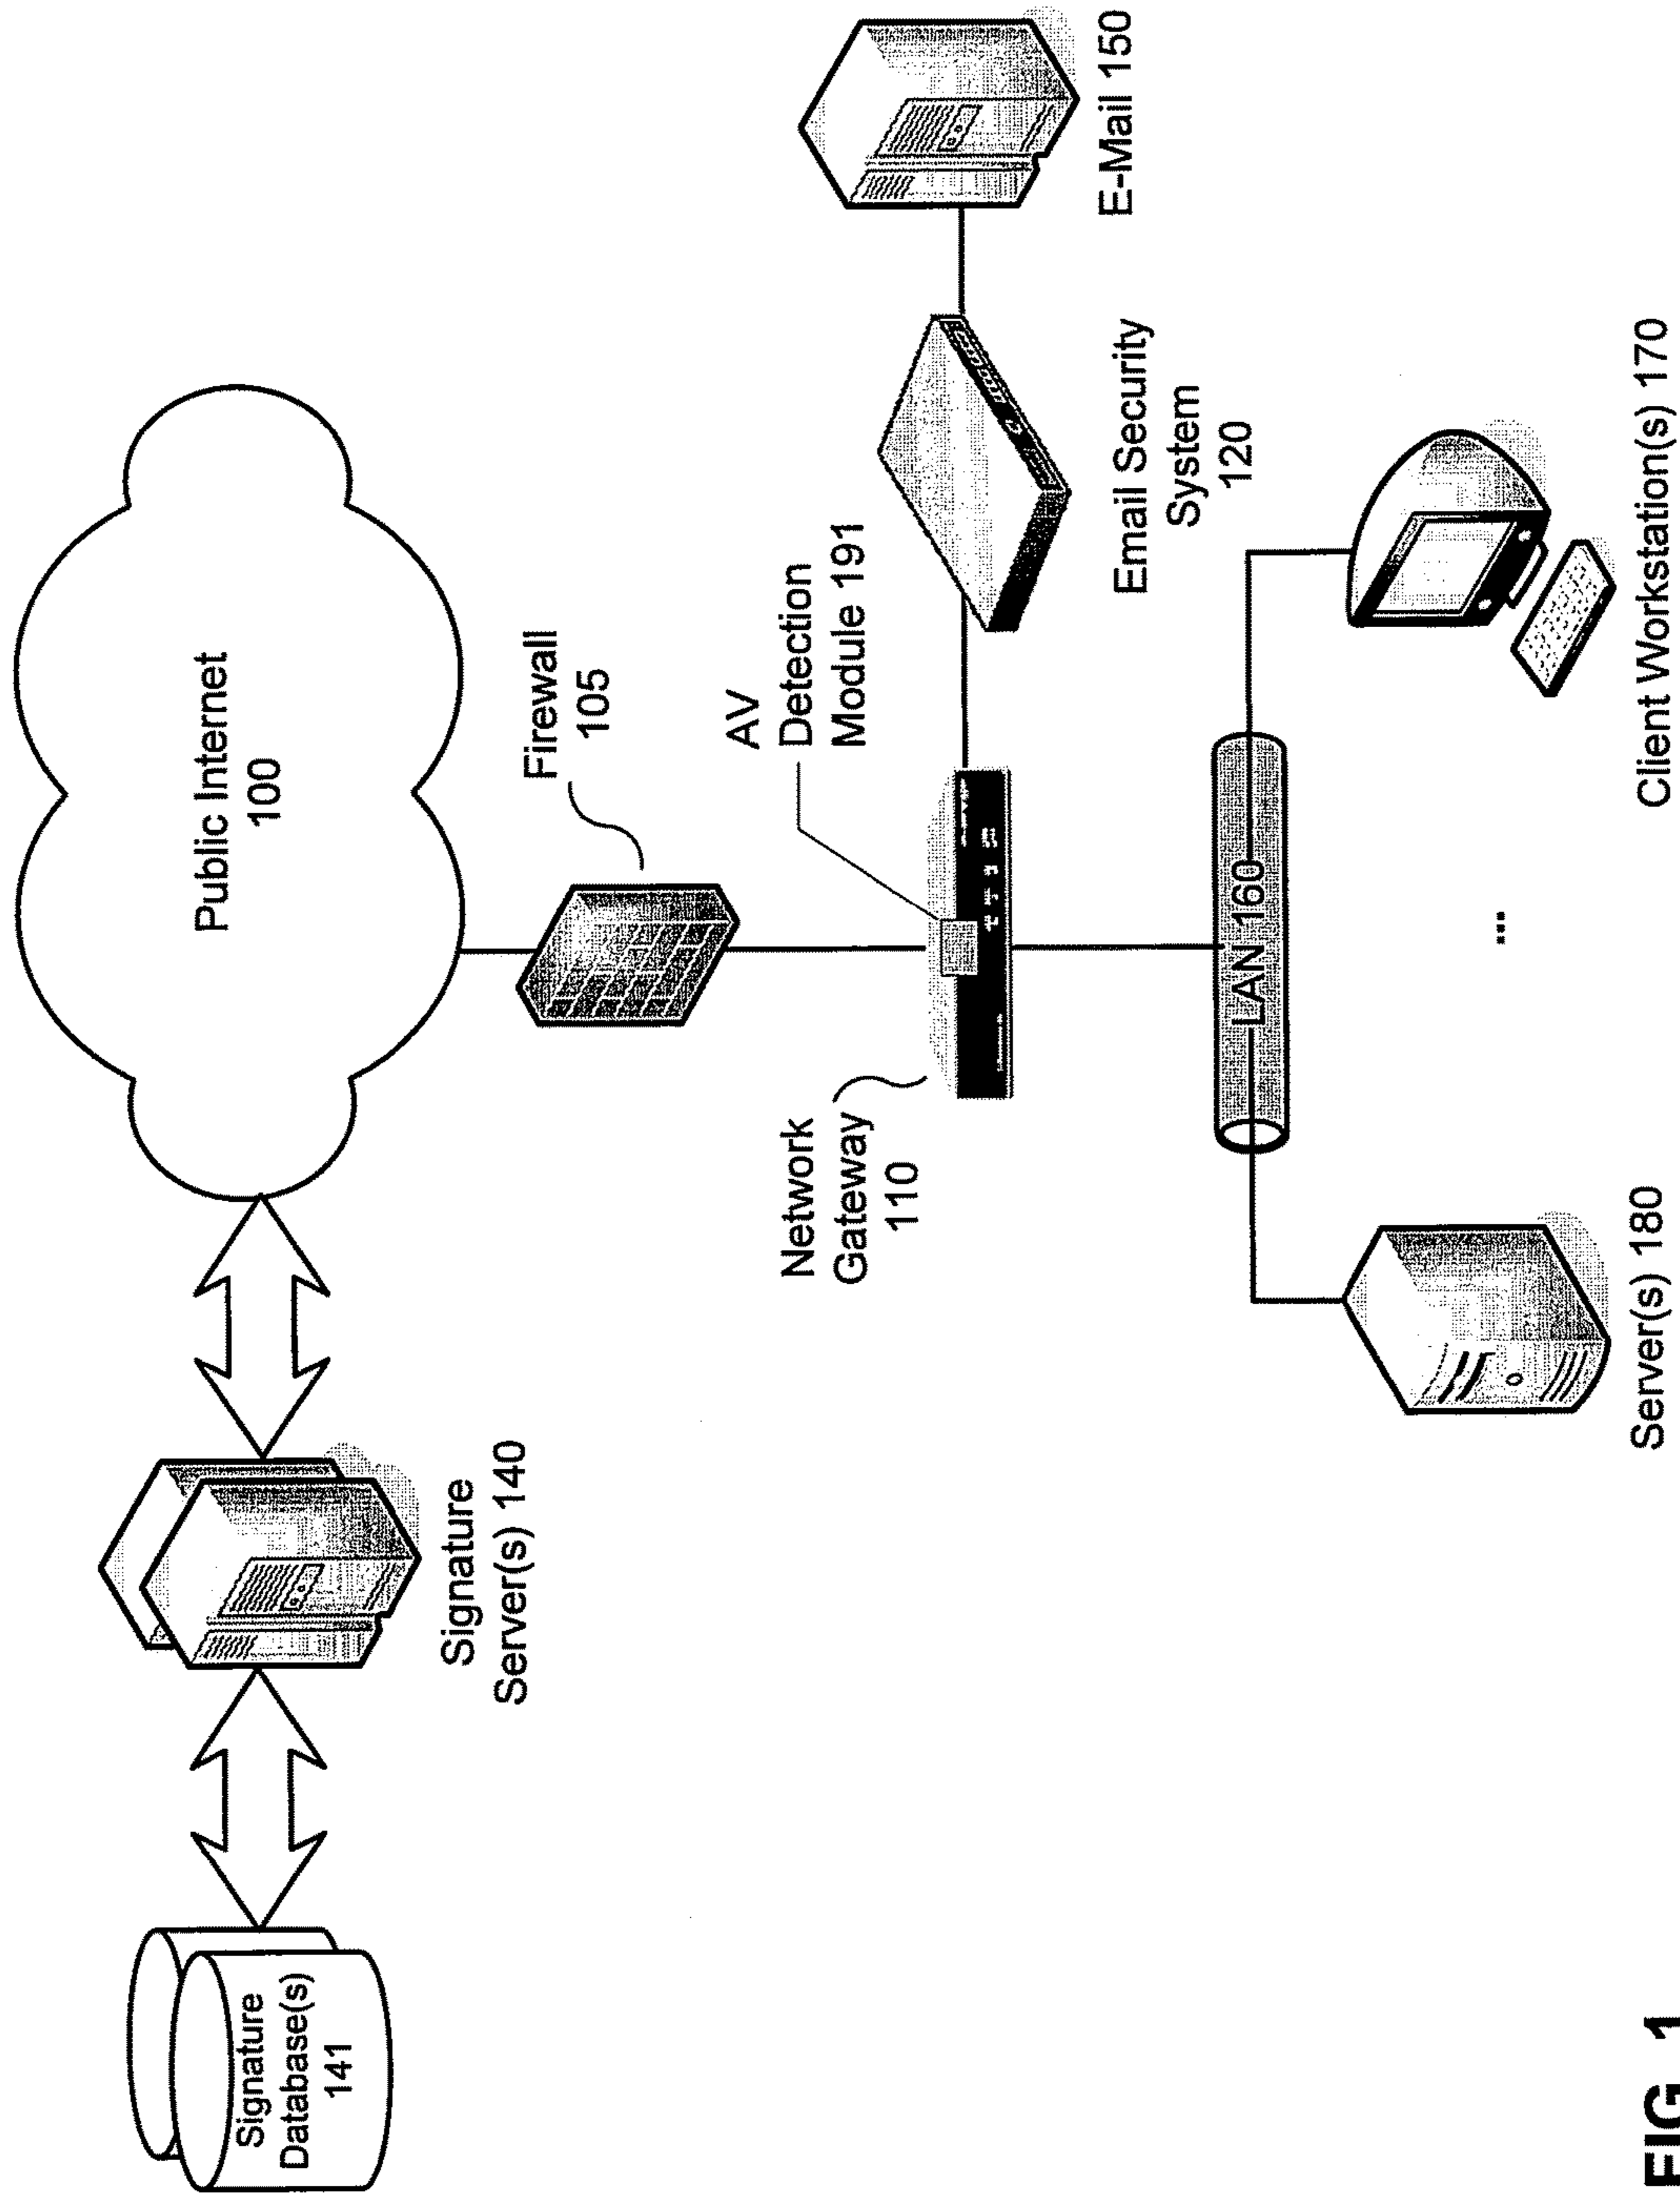 Signature
Database(s)
141
Signature
Server(s) 140
Public Internet
100
Firewall
105
AV
Detection
Module 191
Network
Gateway
110
Email Security
System
120
E-Mail 150
LAN 160
...
Server(s) 180
Client Workstation(s) 170
FIG. 1